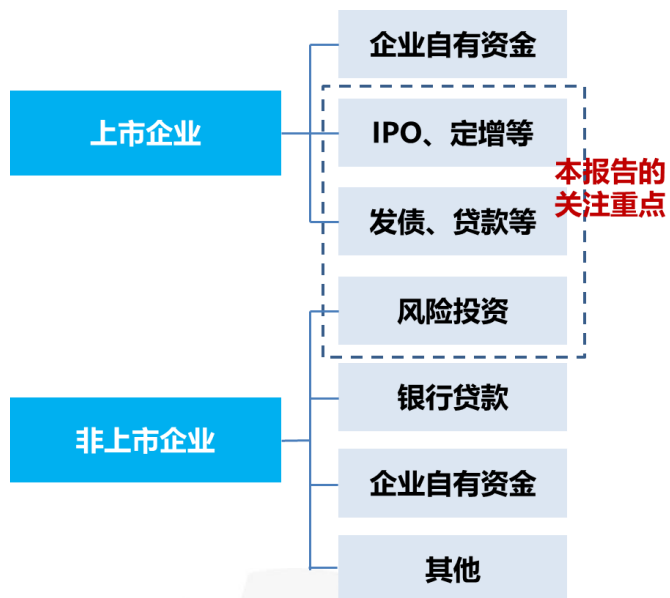 企业自有资金
上市企业
IPO、定增等
本报告的
关注重点
发债、贷款等
风险投资
银行贷款
非上市企业
企业自有资金
其他